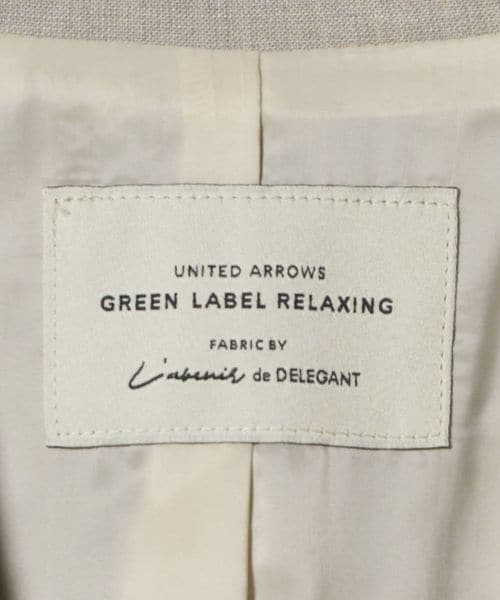 UNITED ARROWS
GREEN LABEL RELAXING
FABRIC BY
L'avenir de DELEGANT